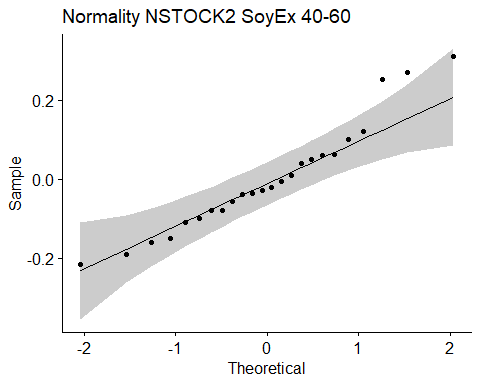 Normality NSTOCK2 SoyEx 40-60
Sample
0.2
0.0
-0.2
-2 -1 0 1 2
Theoretical